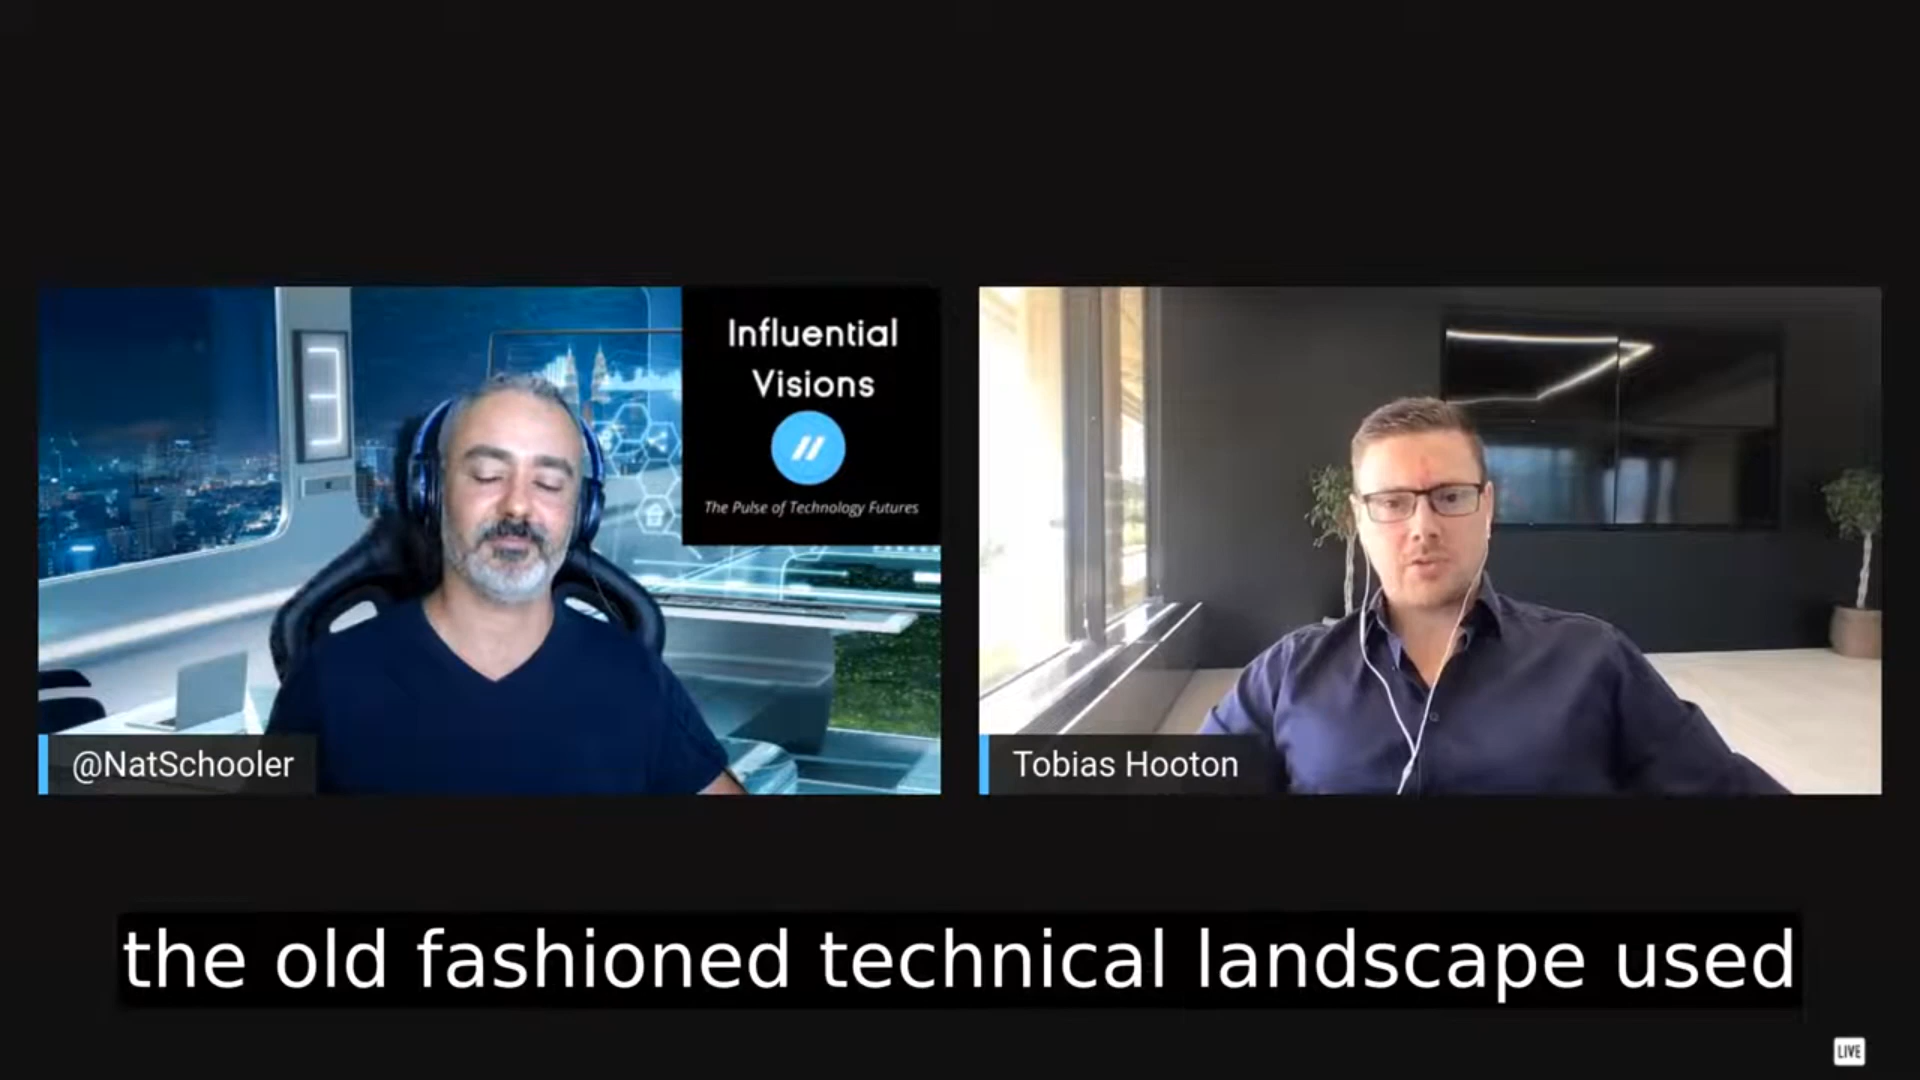 Influential
Visions
The Pulse of Technology Futures
@NatSchooler
Tobias Hooton
the old fashioned technical landscape used
LIVE